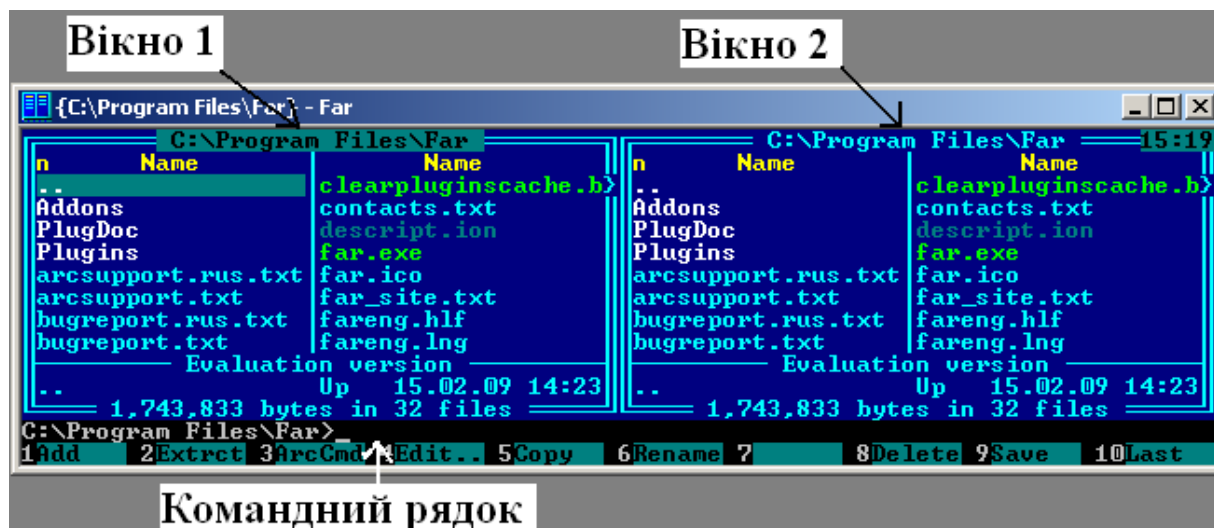 Вікно 1 Вікно 2
{C:\Program Files\Far} - Far
C:\Program Files\Far C:\Program Files\Far 15:19
n Name Name n Name Name
.. clearpluginscache.b} .. clearpluginscache.b}
Addons contacts.txt Addons contacts.txt
PlugDoc descript.ion PlugDoc descript.ion
Plugins far.exe Plugins far.exe
arcsupport.rus.txt far.ico arcsupport.rus.txt far.ico
arcsupport.txt far_site.txt arcsupport.txt far_site.txt
bugreport.rus.txt fareng.hlf bugreport.rus.txt fareng.hlf
bugreport.txt fareng.lng bugreport.txt fareng.lng
Evaluation version Evaluation version
.. Up 15.02.09 14:23 .. Up 15.02.09 14:23
1,743,833 bytes in 32 files 1,743,833 bytes in 32 files
C:\Program Files\Far>_
1Add 2Extrct 3ArcCmd 4Edit.. 5Copy 6Rename 7 8Delete 9Save 10Last
Командний рядок